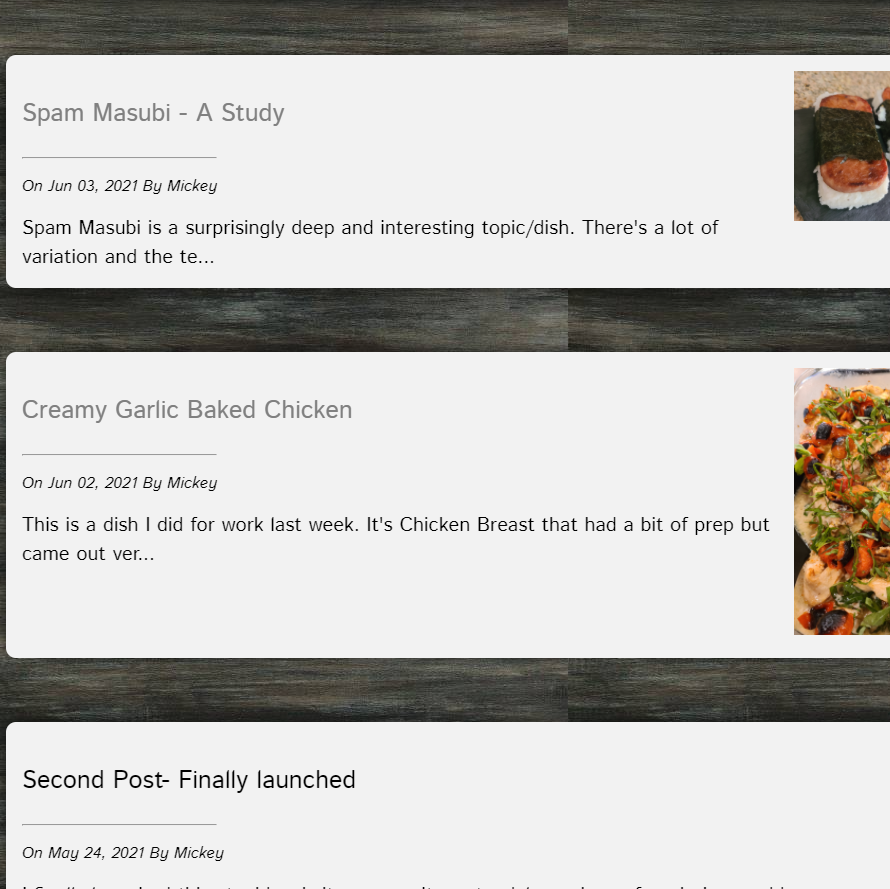 Spam Masubi - A Study
On Jun 03, 2021 By Mickey
Spam Masubi is a surprisingly deep and interesting topic/dish. There's a lot of
variation and the te...
Creamy Garlic Baked Chicken
On Jun 02, 2021 By Mickey
This is a dish I did for work last week. It's Chicken Breast that had a bit of prep but
came out ver...
Second Post- Finally launched
On May 24, 2021 By Mickey